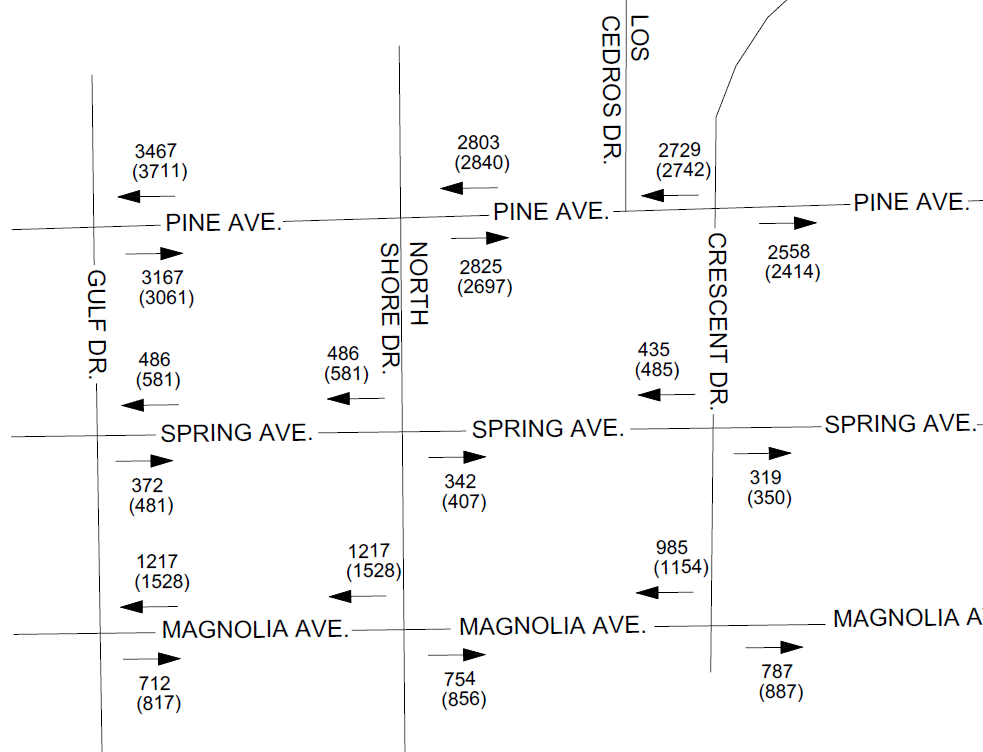 LOS
CEDROS DR.
3467
(3711)
2803
(2840)
2729
(2742)
PINE AVE.
PINE AVE.
PINE AVE.
3167
(3061)
2825
(2697)
2558
(2414)
GULF DR.
NORTH
SHORE DR.
CRESCENT DR.
486
(581)
486
(581)
435
(485)
SPRING AVE.
SPRING AVE.
SPRING AVE.
372
(481)
342
(407)
319
(350)
1217
(1528)
1217
(1528)
985
(1154)
MAGNOLIA AVE.
MAGNOLIA AVE.
MAGNOLIA A
712
(817)
754
(856)
787
(887)